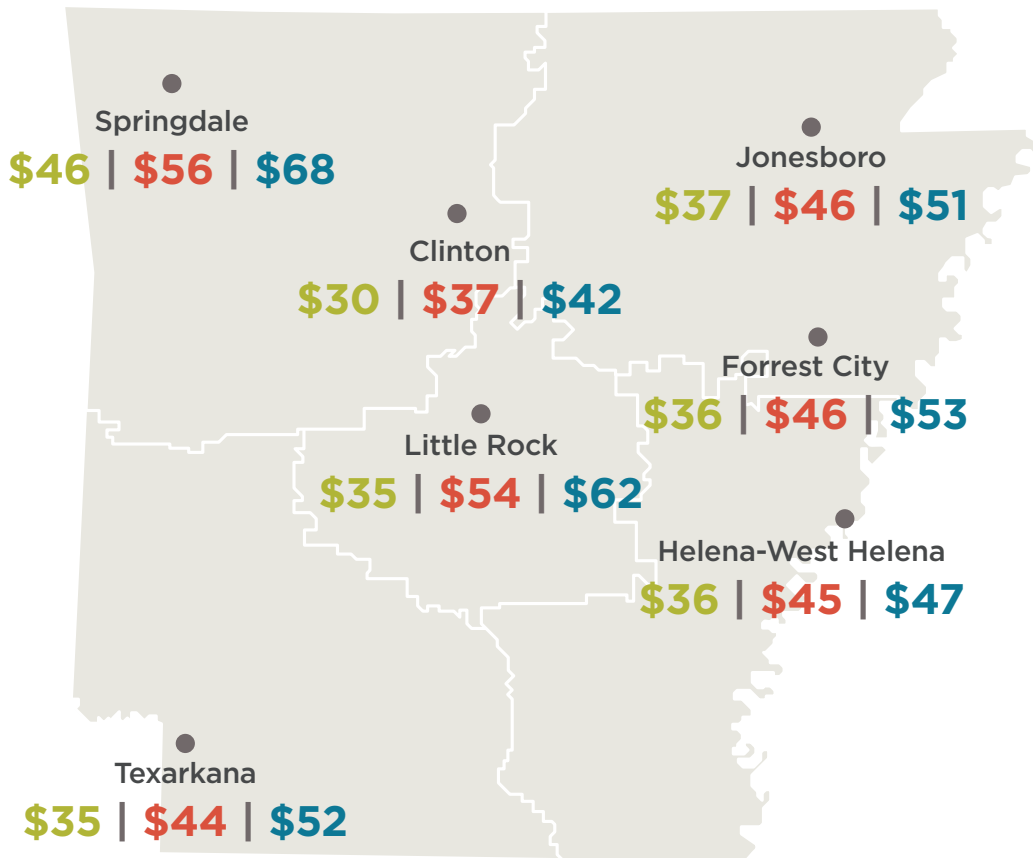 Springdale
$46 | $56 | $68
Jonesboro
$37 | $46 | $51
Clinton
$30 | $37 | $42
Forrest City
$36 | $46 | $53
Little Rock
$35 | $54 | $62
Helena-West Helena
$36 | $45 | $47
Texarkana
$35 | $44 | $52